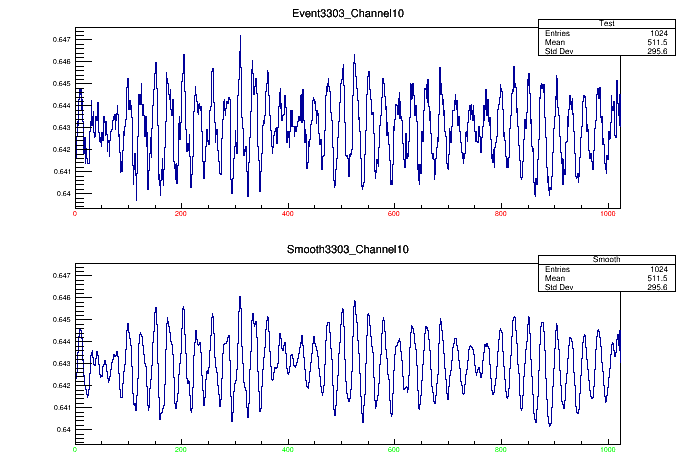 Event3303_Channel10
Test
Entries 1024
Mean 511.5
Std Dev 295.6
0.647
0.646
0.645
0.644
0.643
0.642
0.641
0.64
0 200 400 600 800 1000
Smooth3303_Channel10
Smooth
Entries 1024
Mean 511.5
Std Dev 295.6
0.647
0.646
0.645
0.644
0.643
0.642
0.641
0.64
0 200 400 600 800 1000